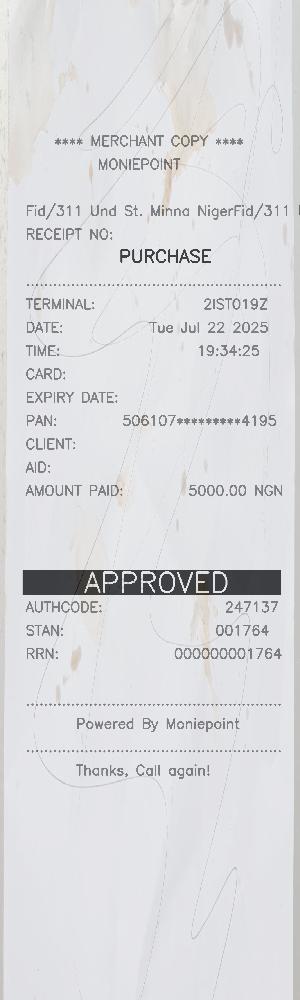 **** MERCHANT COPY ****
MONIEPOINT
Fid/311 Und St. Minna NigerFid/311
RECEIPT NO:
PURCHASE
TERMINAL: 2IST019Z
DATE: Tue Jul 22 2025
TIME: 19:34:25
CARD:
EXPIRY DATE:
PAN: 506107*********4195
CLIENT:
AID:
AMOUNT PAID: 5000.00 NGN
APPROVED
AUTHCODE: 247137
STAN: 001764
RRN: 000000001764
Powered By Moniepoint
Thanks, Call again!